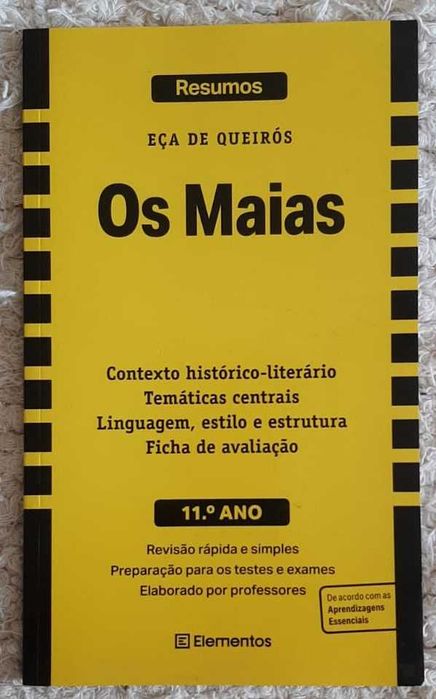 Resumos
EÇA DE QUEIRÓS
Os Maias
Contexto histórico-literário
Temáticas centrais
Linguagem, estilo e estrutura
Ficha de avaliação
11.º ANO
Revisão rápida e simples
Preparação para os testes e exames
Elaborado por professores
De acordo com as
Aprendizagens
Essenciais
E Elementos